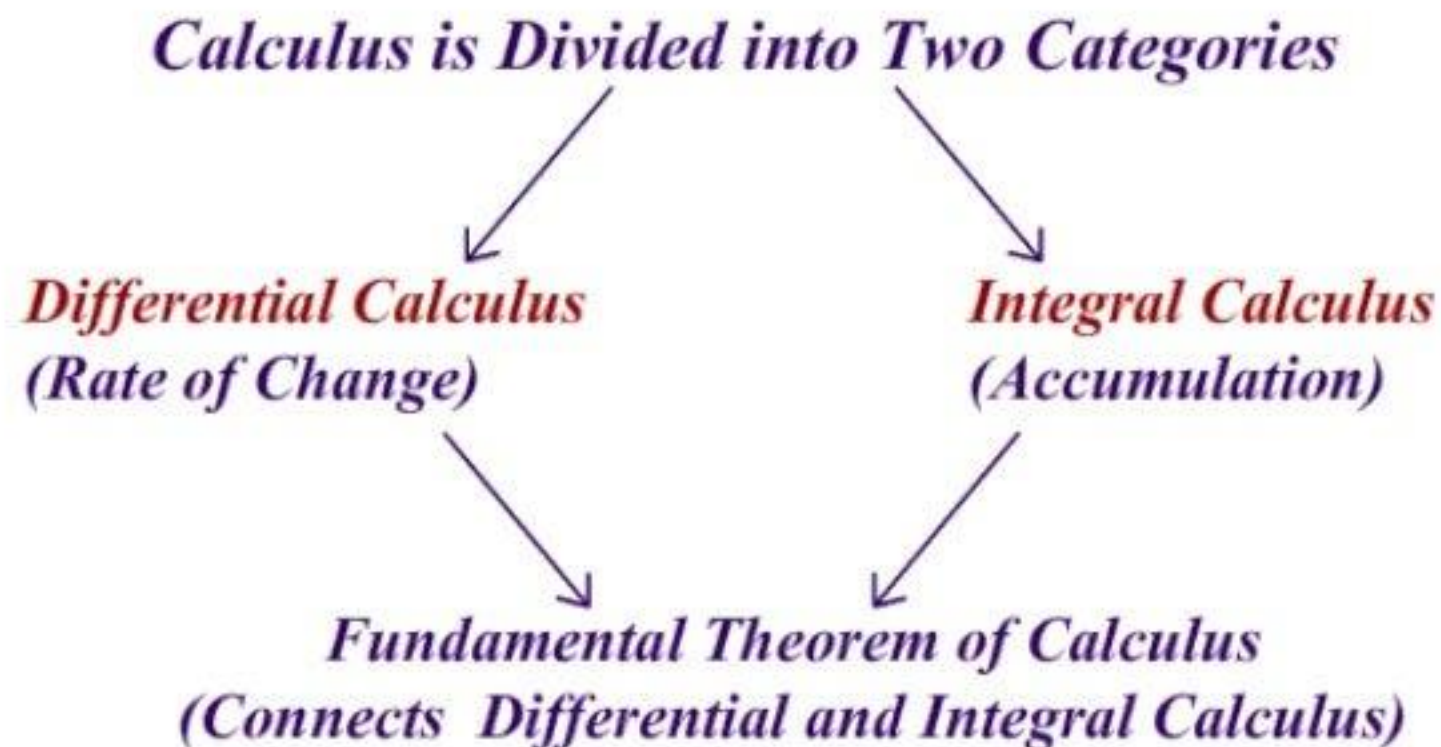 Calculus is Divided into Two Categories
Differential Calculus
(Rate of Change)
Integral Calculus
(Accumulation)
Fundamental Theorem of Calculus
(Connects Differential and Integral Calculus)